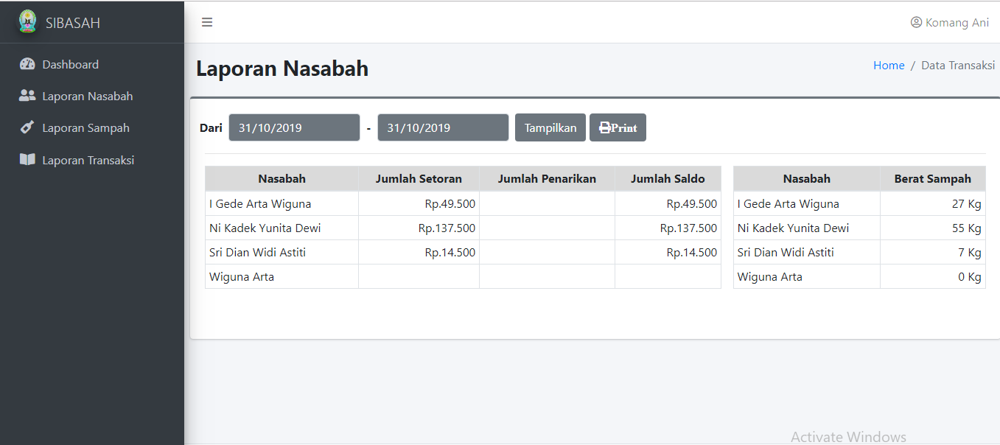 SIBASAH
Komang Ani
Dashboard
Laporan Nasabah
Laporan Sampah
Laporan Transaksi
Laporan Nasabah
Home / Data Transaksi
Dari 31/10/2019 - 31/10/2019 Tampilkan Print
Nasabah Jumlah Setoran Jumlah Penarikan Jumlah Saldo
I Gede Arta Wiguna Rp.49.500 Rp.49.500
Ni Kadek Yunita Dewi Rp.137.500 Rp.137.500
Sri Dian Widi Astiti Rp.14.500 Rp.14.500
Wiguna Arta
Nasabah Berat Sampah
I Gede Arta Wiguna 27 Kg
Ni Kadek Yunita Dewi 55 Kg
Sri Dian Widi Astiti 7 Kg
Wiguna Arta 0 Kg
Activate Windows